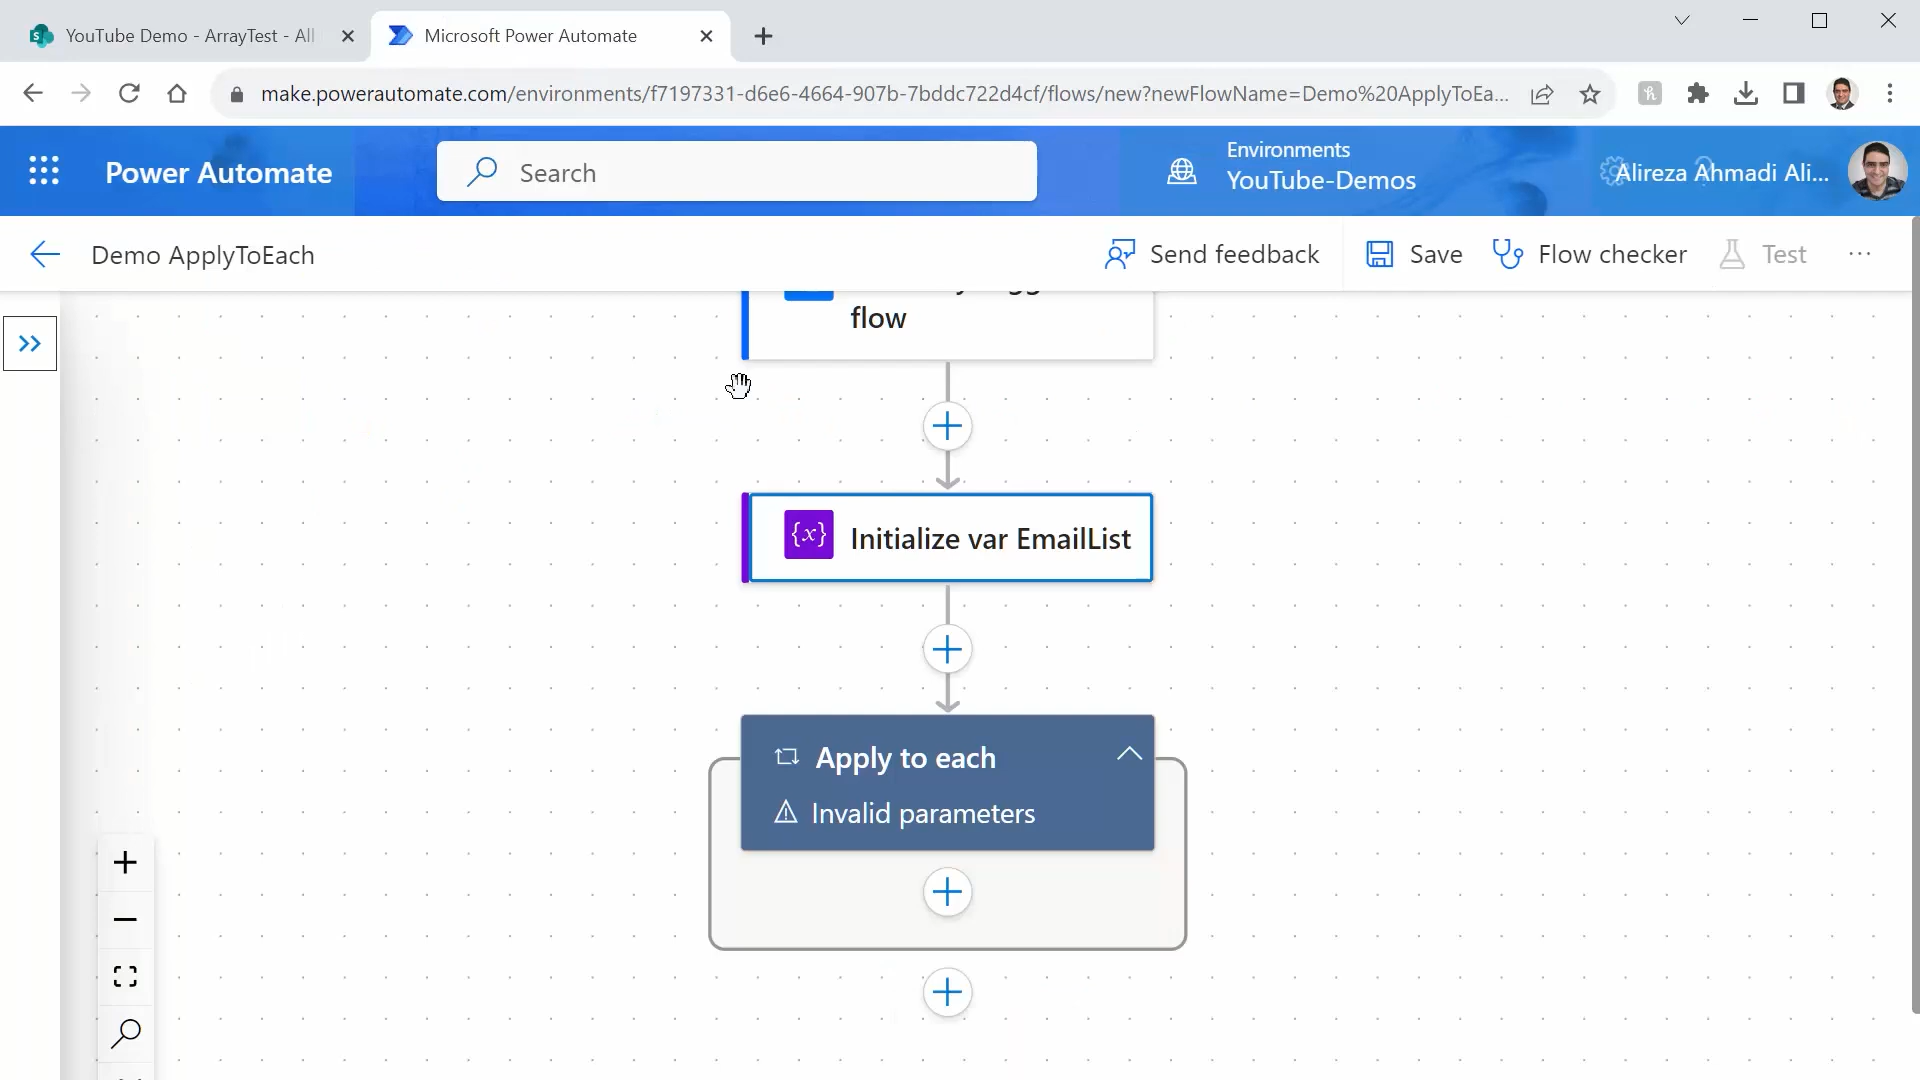 YouTube Demo - ArrayTest - All
Microsoft Power Automate
make.powerautomate.com/environments/f7197331-d6e6-4664-907b-7bddc722d4cf/flows/new?newFlowName=Demo%20ApplyToEa...
Power Automate
Search
Environments
YouTube-Demos
Alireza Ahmadi Ali...
Demo ApplyToEach
Send feedback
Save
Flow checker
Test
flow
{x}
Initialize var EmailList
Apply to each
Invalid parameters